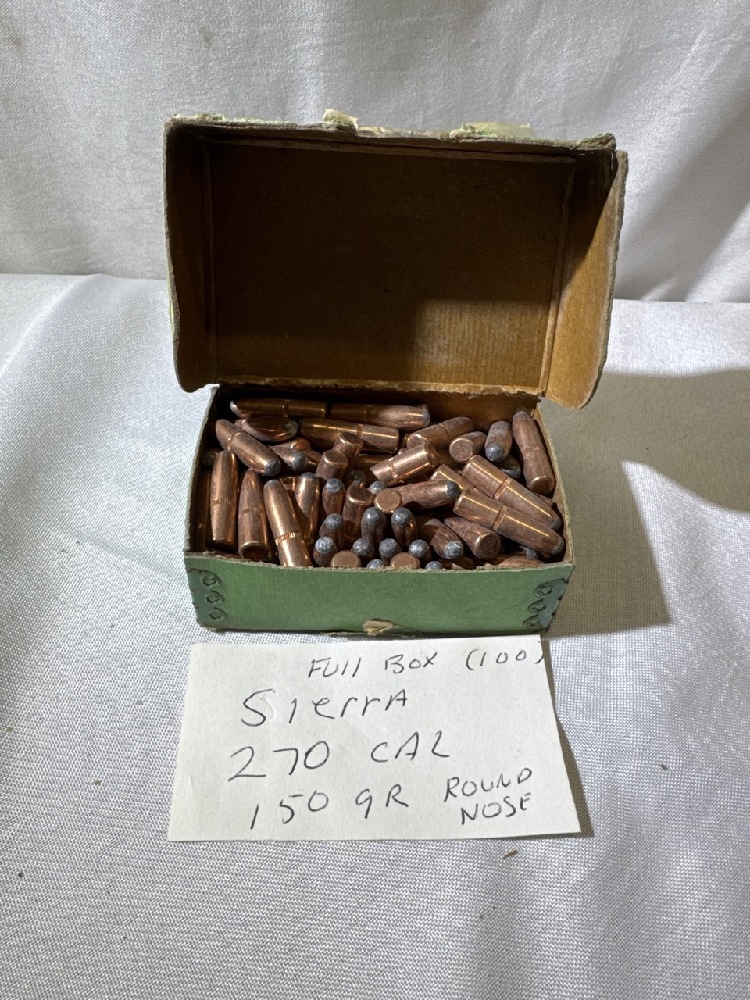 FUll BOX (100)
SierrA
270 CAL
150 gR ROUND
NOSE